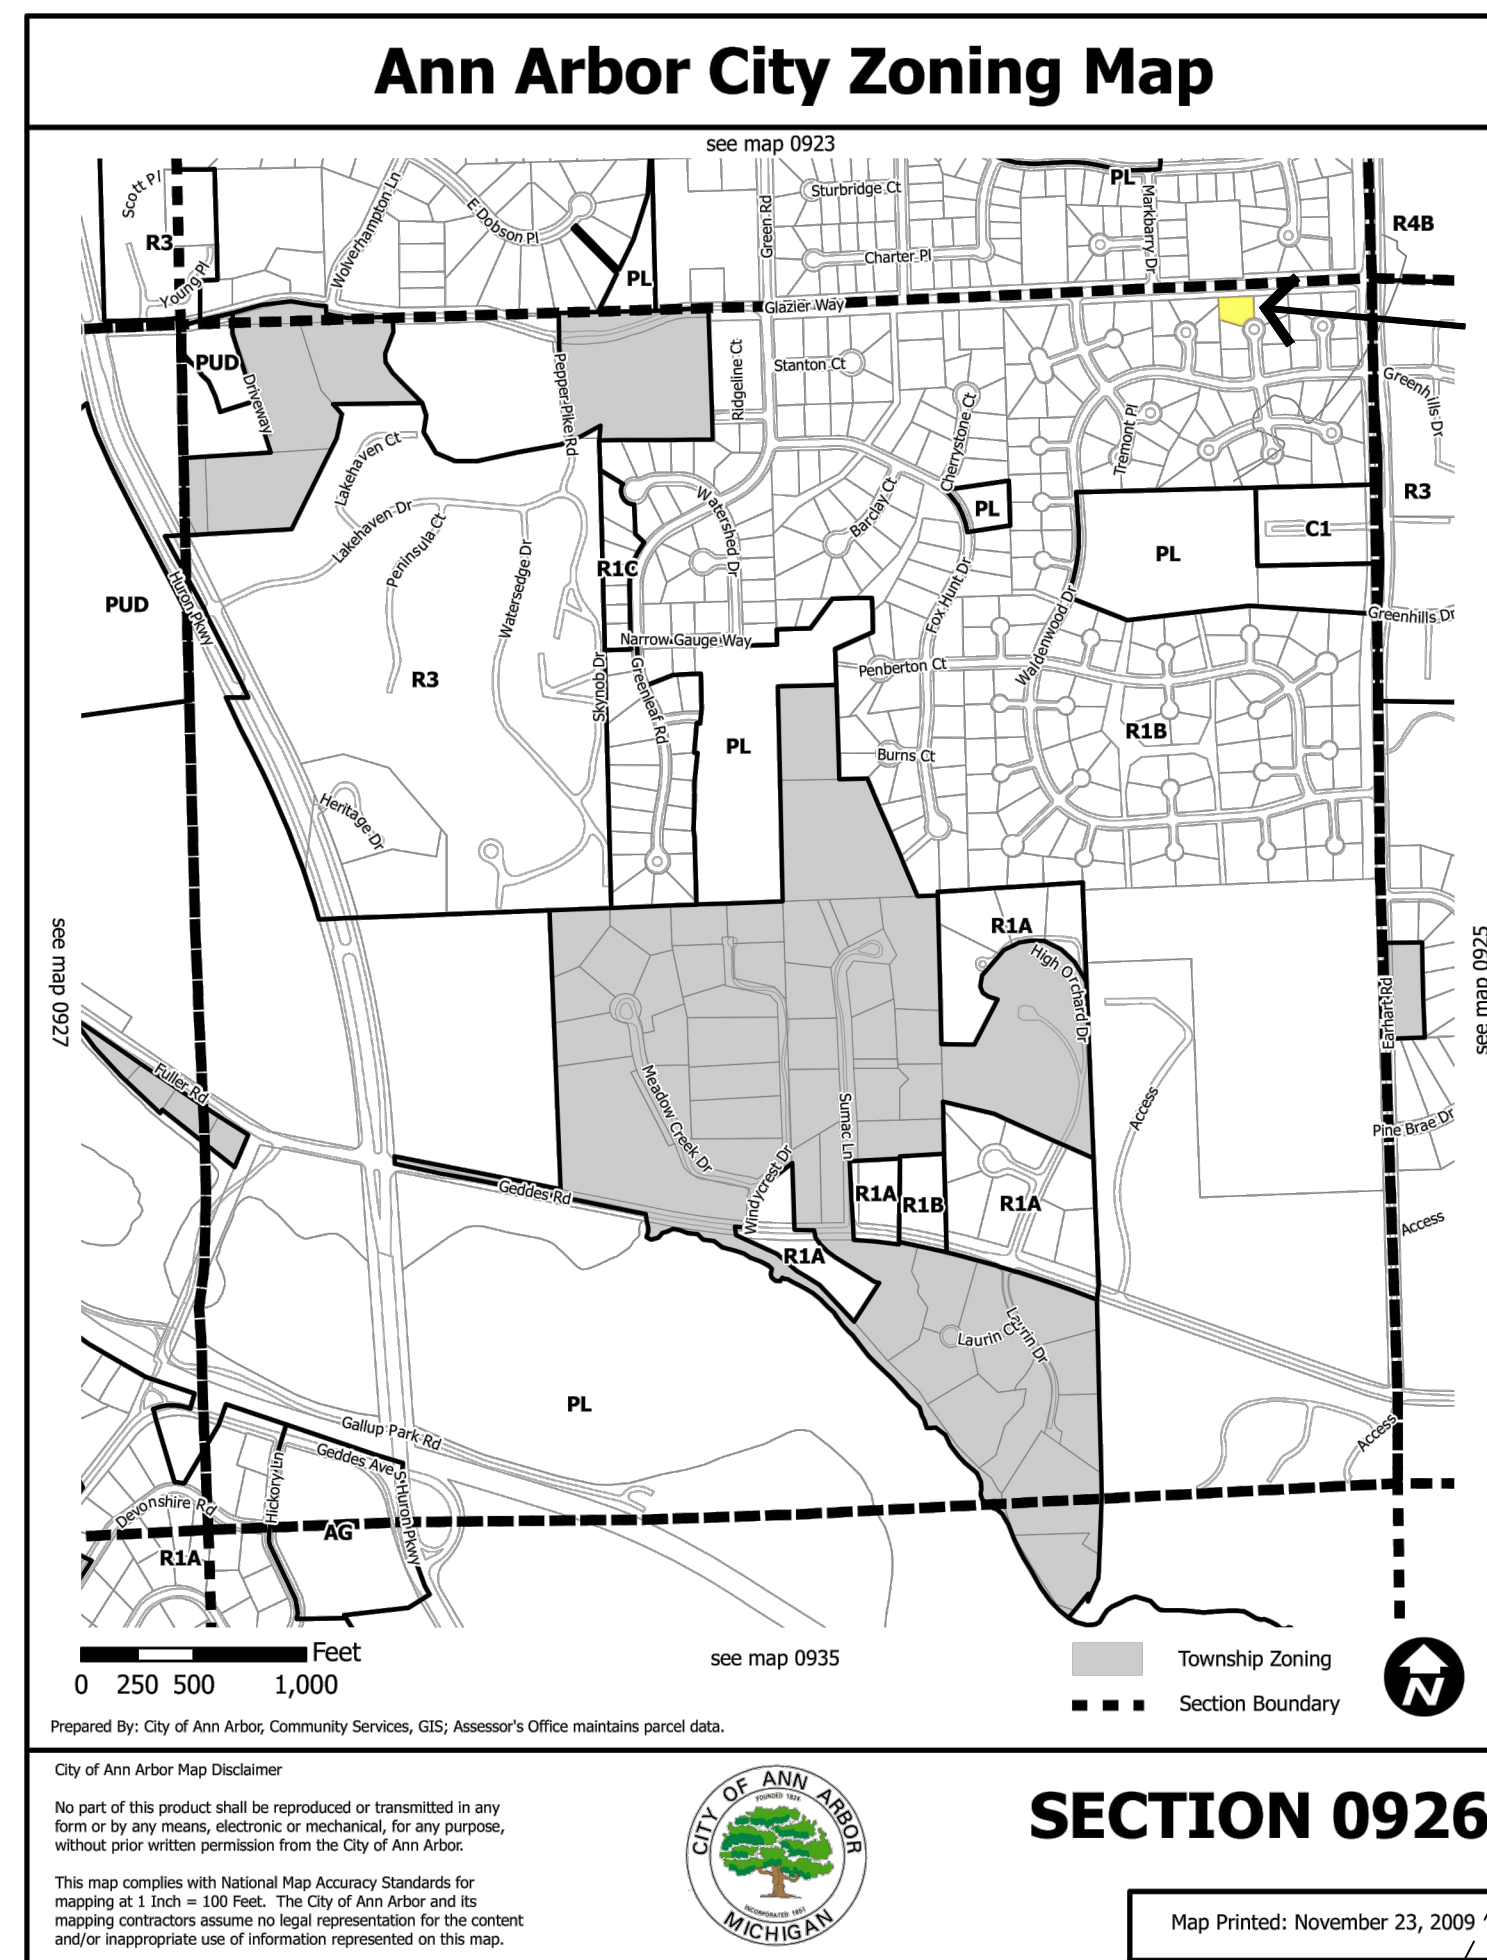 Ann Arbor City Zoning Map
see map 0923
Scott Pl
R3
Young Pl
Wolverhampton Ln
E Dobson Pl
PL
Green Rd
Sturbridge Ct
Charter Pl
PL
Markbarry Dr
R4B
Glazier Way
PUD
Driveway
Pepper Pike Rd
Ridgeline Ct
Stanton Ct
Cherrystone Ct
Tremont Pl
Greenhills Dr
R3
Lakehaven Ct
Lakehaven Dr
Peninsula Ct
Watersedge Dr
Watershed Dr
Barclay Ct
PL
PL
C1
PUD
Huron Pkwy
R1C
Fox Hunt Dr
Waldenwood Dr
Greenhills Dr
Narrow Gauge Way
Penberton Ct
R3
Skynob Dr
Greenleaf Rd
PL
Burns Ct
R1B
Heritage Dr
see map 0927
R1A
High Orchard Dr
Earhart Rd
see map 0925
Fuller Rd
Meadow Creek Dr
Sumac Ln
Access
Pine Brae Dr
Geddes Rd
Windycrest Dr
R1A
R1B
R1A
Access
R1A
Laurin Ct
Laurin Dr
PL
Gallup Park Rd
Geddes Ave
S Huron Pkwy
Hickory Ln
Access
Devonshire Rd
AG
R1A
Feet
0 250 500 1,000
see map 0935
Township Zoning
Section Boundary
N
Prepared By: City of Ann Arbor, Community Services, GIS; Assessor's Office maintains parcel data.
City of Ann Arbor Map Disclaimer
No part of this product shall be reproduced or transmitted in any
form or by any means, electronic or mechanical, for any purpose,
without prior written permission from the City of Ann Arbor.
This map complies with National Map Accuracy Standards for
mapping at 1 Inch = 100 Feet. The City of Ann Arbor and its
mapping contractors assume no legal representation for the content
and/or inappropriate use of information represented on this map.
CITY OF ANN ARBOR
FOUNDED 1824
INCORPORATED 1851
MICHIGAN
SECTION 0926
Map Printed: November 23, 2009